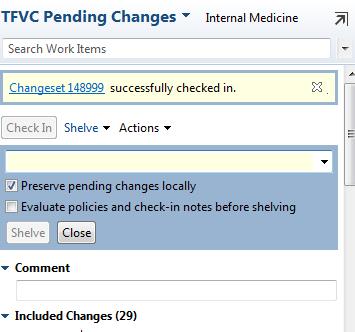 TFVC Pending Changes Internal Medicine
Search Work Items
Changeset 148999 successfully checked in.
Check In Shelve Actions
Preserve pending changes locally
Evaluate policies and check-in notes before shelving
Shelve Close
Comment
Included Changes (29)